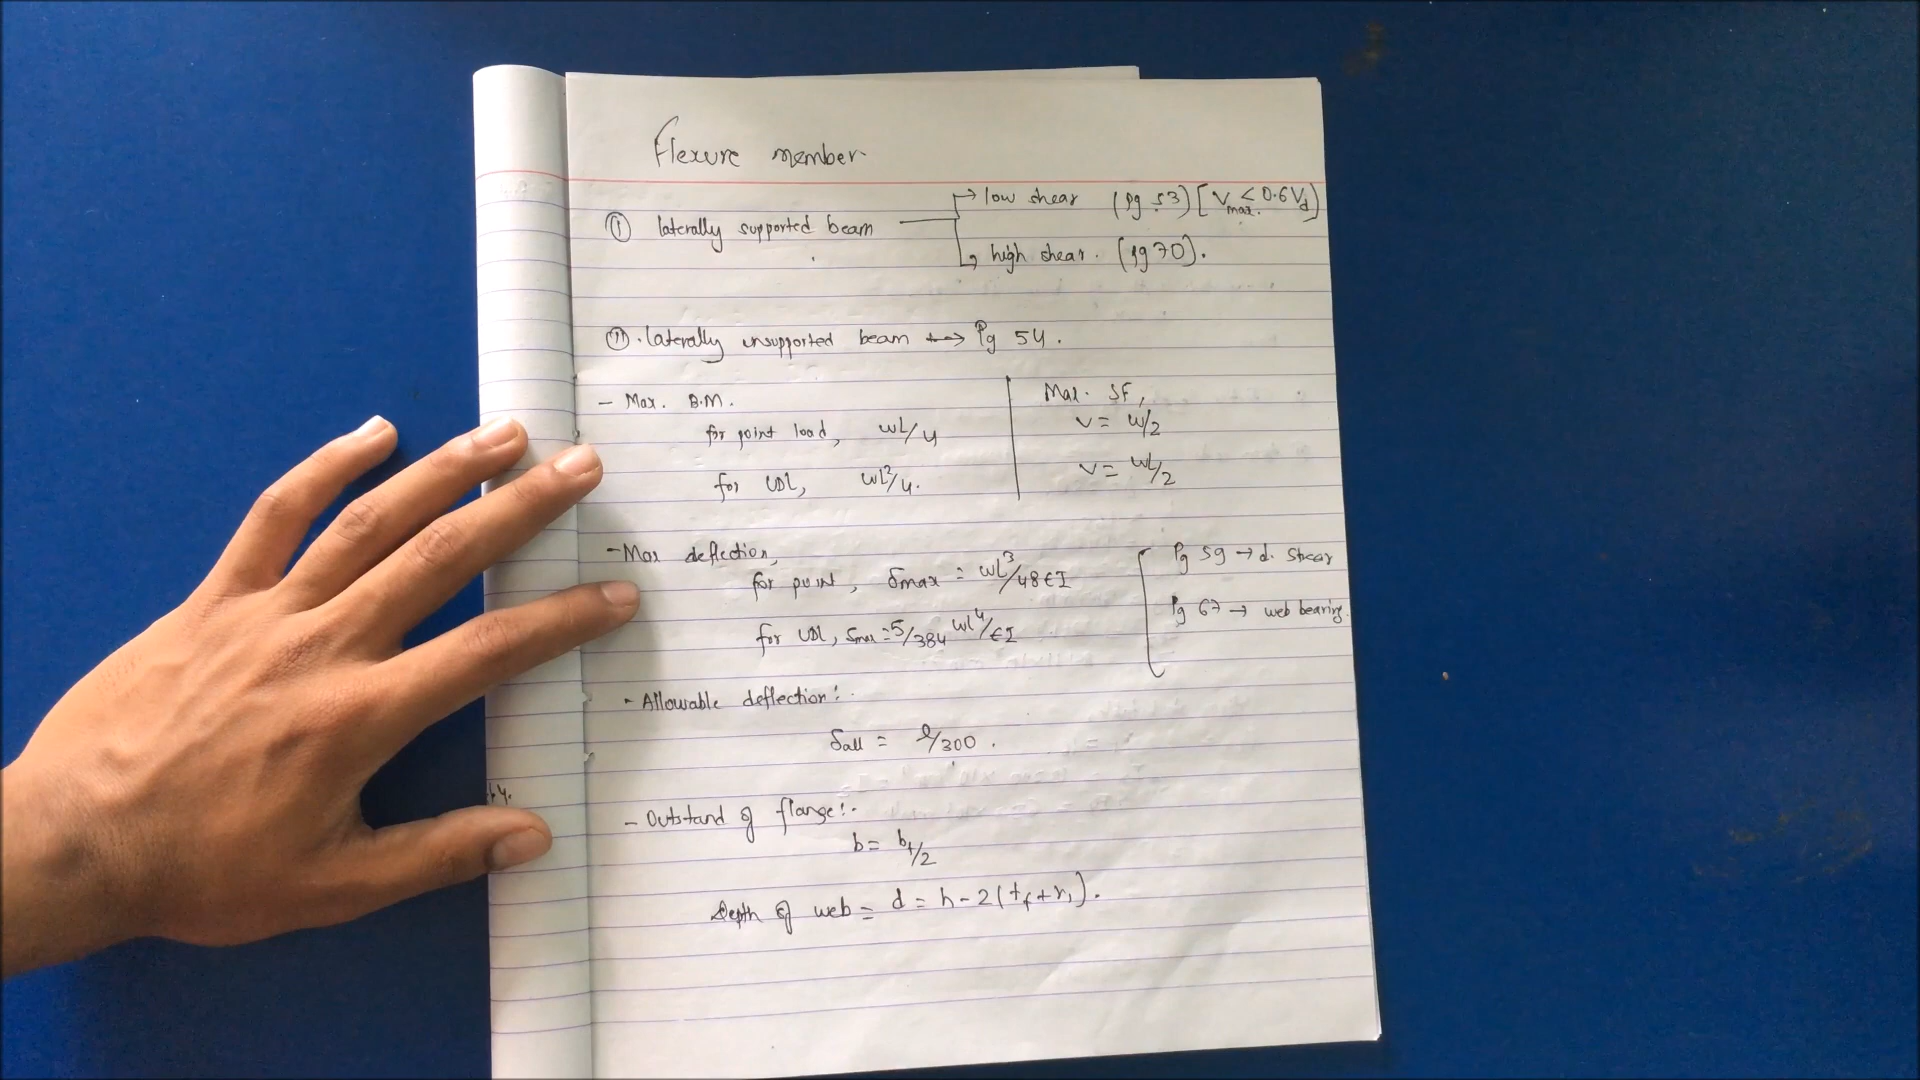 Flexure member
① laterally supported beam
→ low shear (Pg 53) [Vmax. < 0.6Vd]
→ high shear. (Pg 70).
② . laterally unsupported beam → Pg 54.
- Max. B.M.
for point load, wL/4
for UDL, wL²/4.
Max. SF,
V = W/2
V = wL/2
- Max deflection,
for point, δmax = wl³/48EI
for UDL, δmax = 5/384 wl⁴/EI
Pg 59 → d. shear
Pg 67 → web bearing.
- Allowable deflection:-
δall = l/300.
- Outstand of flange:-
b = bf/2
Depth of web = d = h - 2(tf + r1).